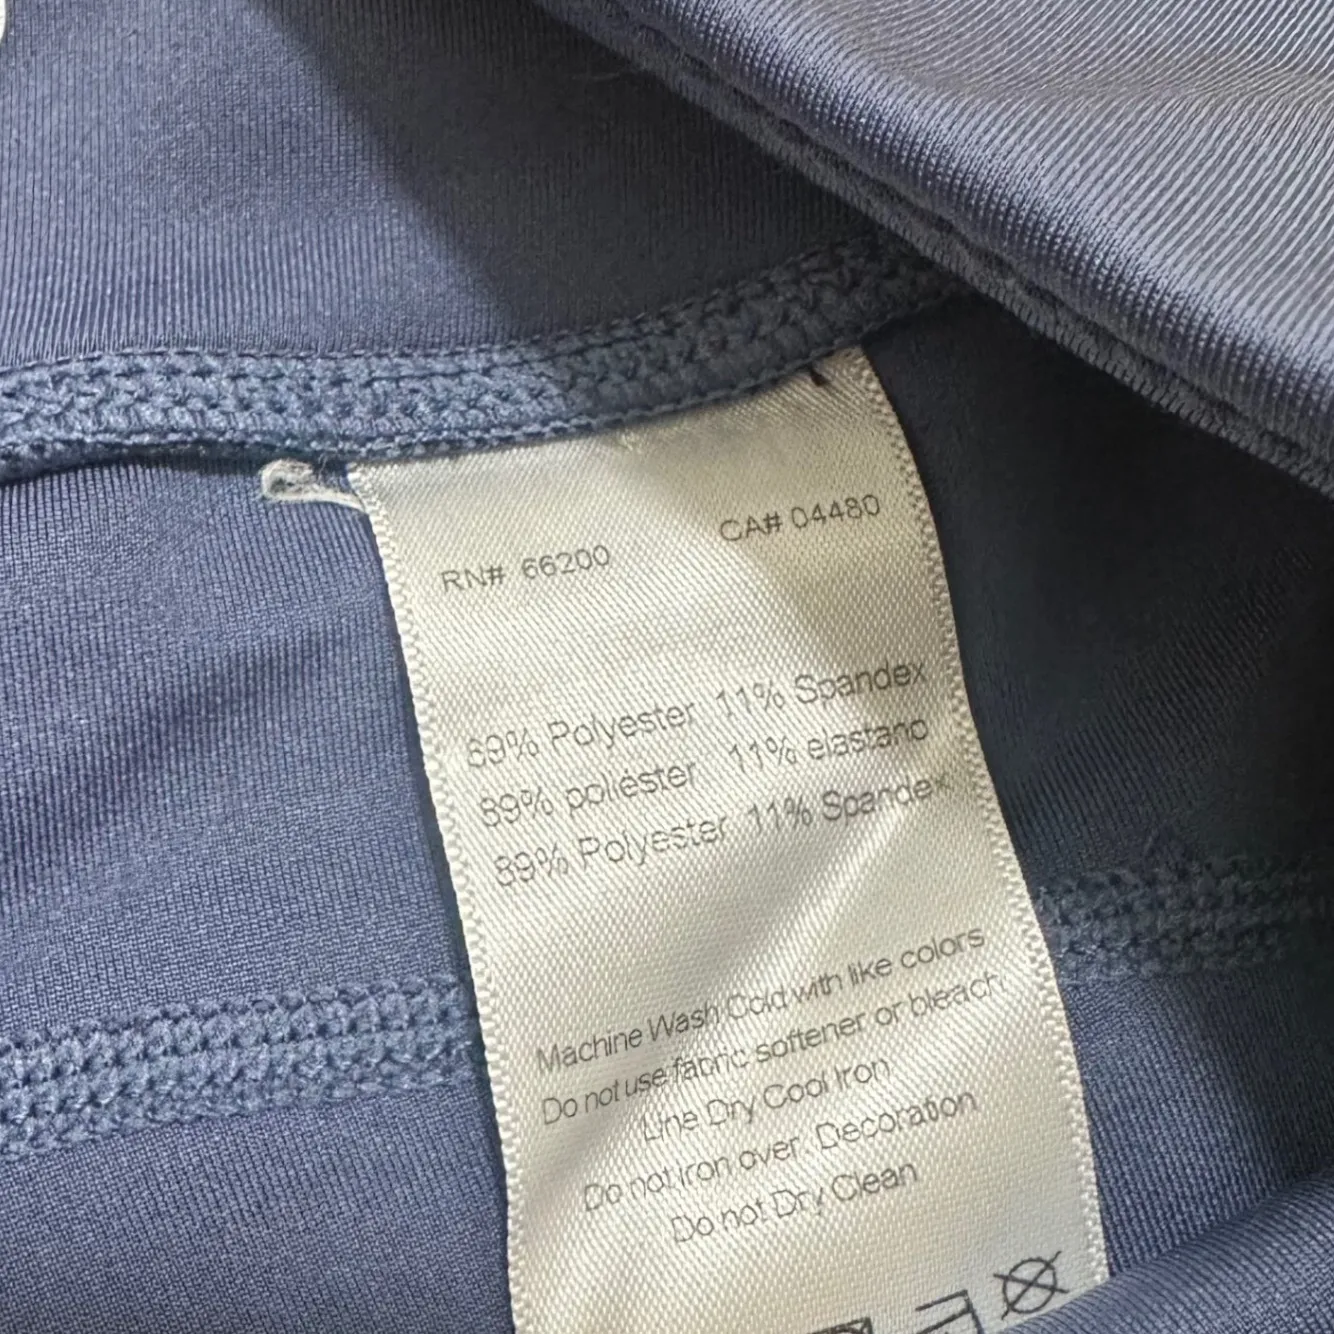 RN# 66200 CA# 04480
89% Polyester 11% Spandex
89% poliéster 11% elastano
89% Polyester 11% Spandex
Machine Wash Cold with like colors
Do not use fabric softener or bleach
Line Dry Cool Iron
Do not iron over Decoration
Do not Dry Clean